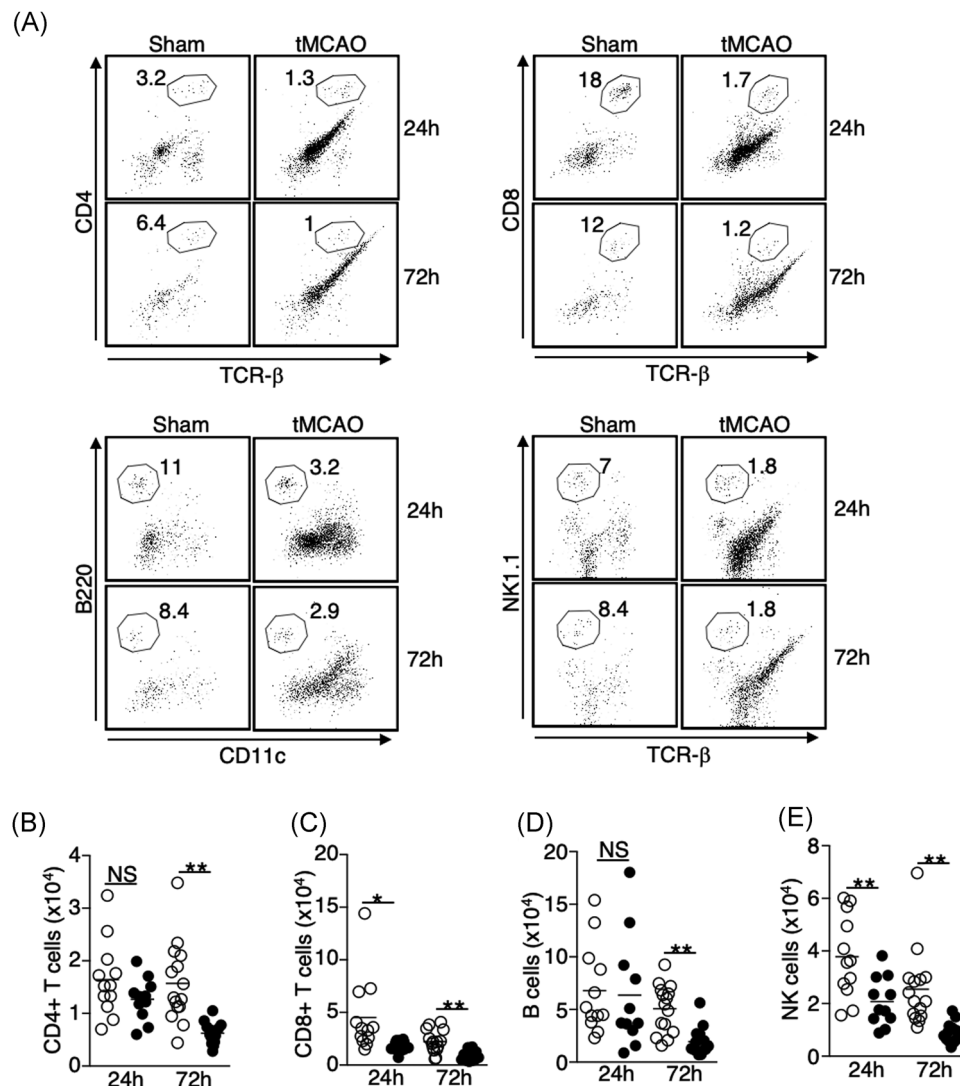 (A)
Sham tMCAO Sham tMCAO
3.2 1.3 18 1.7
24h 24h
CD4 CD8
6.4 1 12 1.2
72h 72h
TCR-β TCR-β
Sham tMCAO Sham tMCAO
11 3.2 7 1.8
24h 24h
B220 NK1.1
8.4 2.9 8.4 1.8
72h 72h
CD11c TCR-β
(B)
CD4+ T cells (x10⁴)
4
3
2
1
0
NS
**
24h 72h
(C)
CD8+ T cells (x10⁴)
20
15
10
5
0
*
**
24h 72h
(D)
B cells (x10⁴)
20
15
10
5
0
NS
**
24h 72h
(E)
NK cells (x10⁴)
8
6
4
2
0
**
**
24h 72h